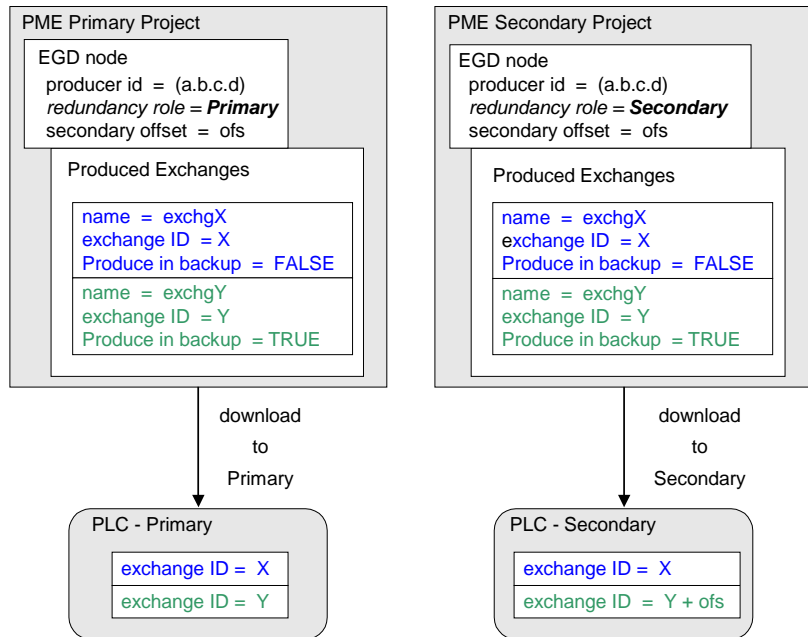 PME Primary Project
EGD node
producer id = (a.b.c.d)
redundancy role = Primary
secondary offset = ofs
Produced Exchanges
name = exchgX
exchange ID = X
Produce in backup = FALSE
name = exchgY
exchange ID = Y
Produce in backup = TRUE
download
to
Primary
PLC - Primary
exchange ID = X
exchange ID = Y
PME Secondary Project
EGD node
producer id = (a.b.c.d)
redundancy role = Secondary
secondary offset = ofs
Produced Exchanges
name = exchgX
exchange ID = X
Produce in backup = FALSE
name = exchgY
exchange ID = Y
Produce in backup = TRUE
download
to
Secondary
PLC - Secondary
exchange ID = X
exchange ID = Y + ofs